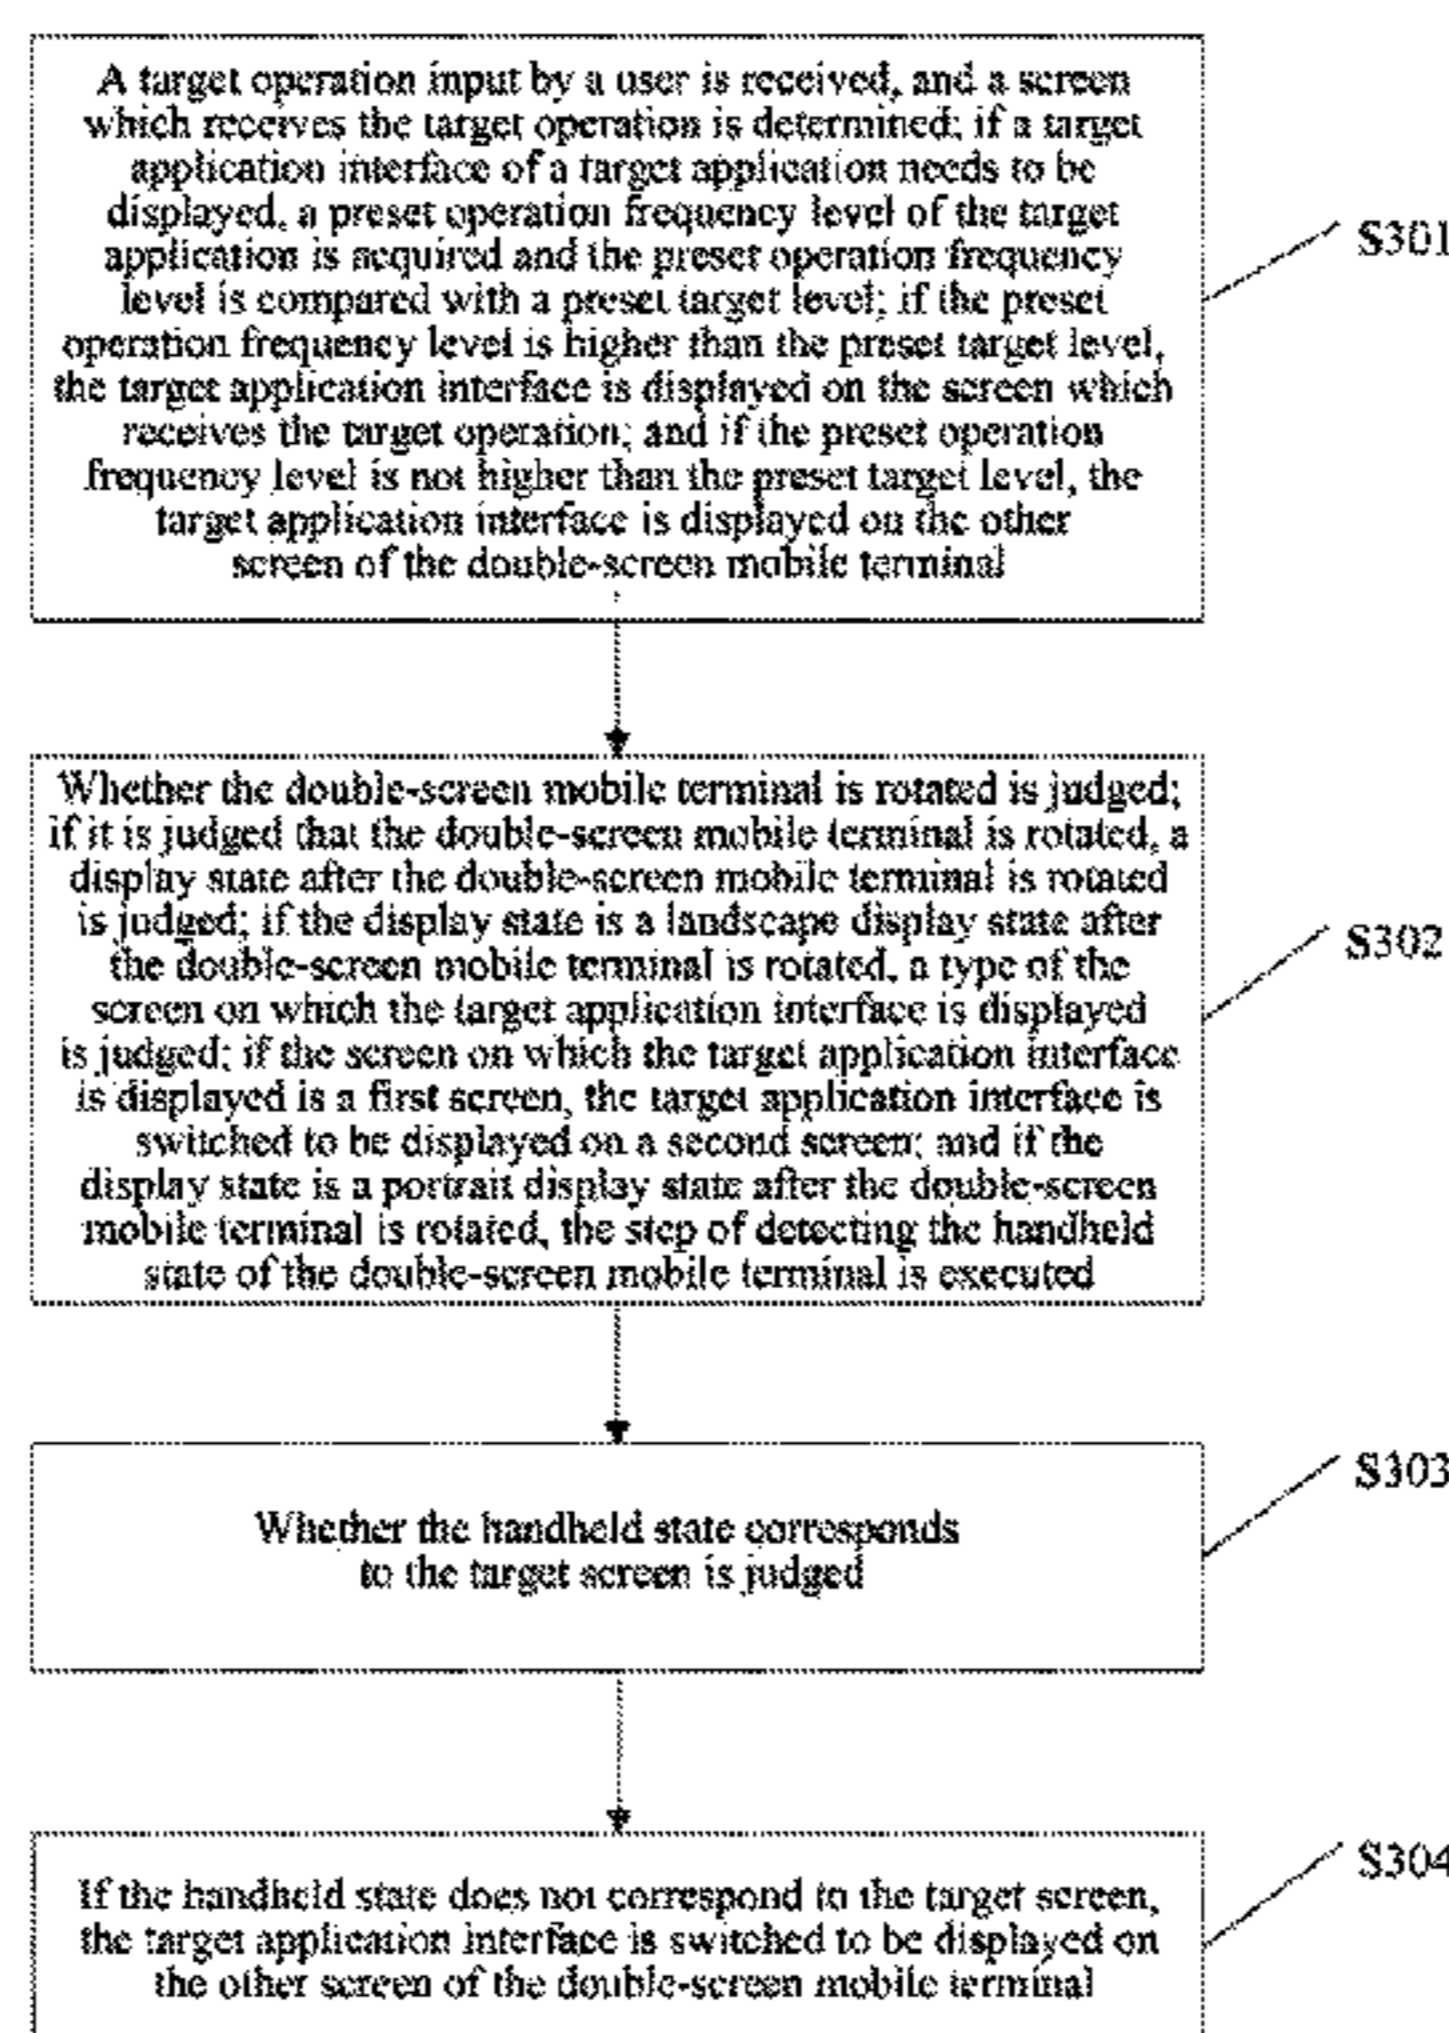 A target operation input by a user is received, and a screen
which receives the target operation is determined; if a target
application interface of a target application needs to be
displayed, a preset operation frequency level of the target
application is acquired and the preset operation frequency
level is compared with a preset target level; if the preset
operation frequency level is higher than the preset target level,
the target application interface is displayed on the screen which
receives the target operation; and if the preset operation
frequency level is not higher than the preset target level, the
target application interface is displayed on the other
screen of the double-screen mobile terminal
S301
Whether the double-screen mobile terminal is rotated is judged;
if it is judged that the double-screen mobile terminal is rotated, a
display state after the double-screen mobile terminal is rotated
is judged; if the display state is a landscape display state after
the double-screen mobile terminal is rotated, a type of the
screen on which the target application interface is displayed
is judged; if the screen on which the target application interface
is displayed is a first screen, the target application interface is
switched to be displayed on a second screen; and if the
display state is a portrait display state after the double-screen
mobile terminal is rotated, the step of detecting the handheld
state of the double-screen mobile terminal is executed
S302
Whether the handheld state corresponds
to the target screen is judged
S303
If the handheld state does not correspond to the target screen,
the target application interface is switched to be displayed on
the other screen of the double-screen mobile terminal
S304